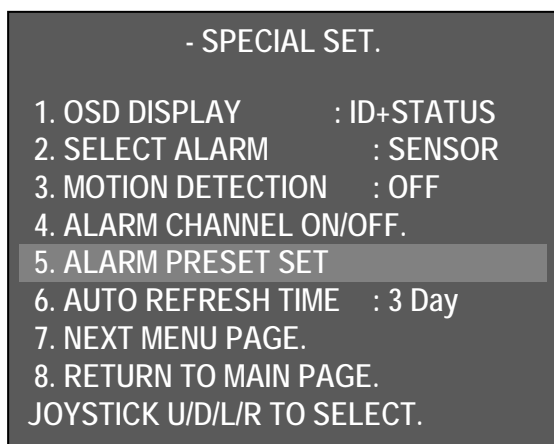 - SPECIAL SET.
1. OSD DISPLAY : ID+STATUS
2. SELECT ALARM : SENSOR
3. MOTION DETECTION : OFF
4. ALARM CHANNEL ON/OFF.
5. ALARM PRESET SET
6. AUTO REFRESH TIME : 3 Day
7. NEXT MENU PAGE.
8. RETURN TO MAIN PAGE.
JOYSTICK U/D/L/R TO SELECT.